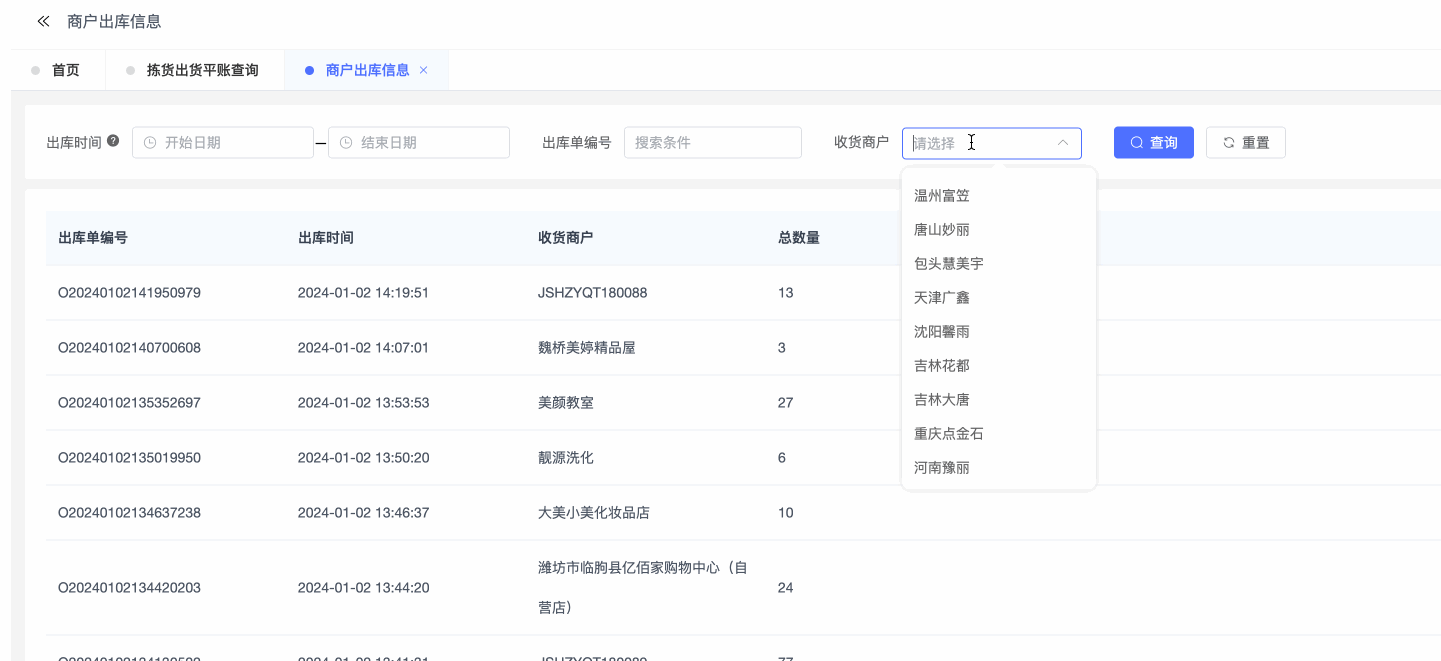 商户出库信息
首页 拣货出货平账查询 商户出库信息
出库时间 开始日期 结束日期 出库单编号 搜索条件 收货商户 请选择 查询 重置
温州富笠
唐山妙丽
包头慧美宇
天津广鑫
沈阳馨雨
吉林花都
吉林大唐
重庆点金石
河南豫丽
出库单编号 出库时间 收货商户 总数量
O20240102141950979 2024-01-02 14:19:51 JSHZYQT180088 13
O20240102140700608 2024-01-02 14:07:01 魏桥美婷精品屋 3
O20240102135352697 2024-01-02 13:53:53 美颜教室 27
O20240102135019950 2024-01-02 13:50:20 靓源洗化 6
O20240102134637238 2024-01-02 13:46:37 大美小美化妆品店 10
O20240102134420203 2024-01-02 13:44:20 潍坊市临朐县亿佰家购物中心（自
营店） 24